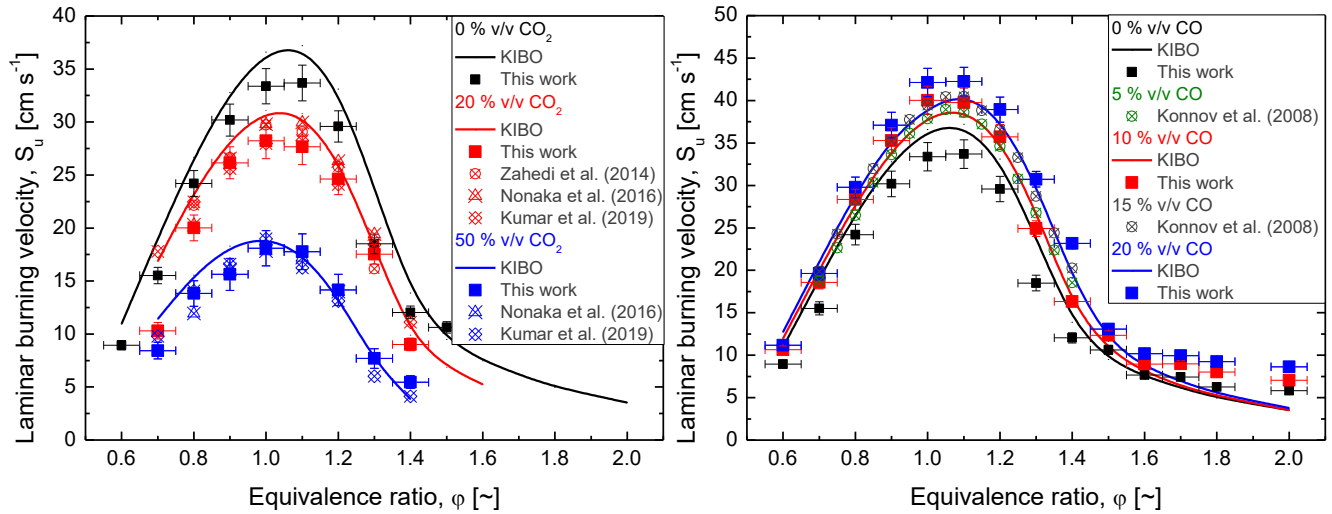 Laminar burning velocity, Sᵤ [cm s⁻¹]
40
35
30
25
20
15
10
5
0
0 % v/v CO₂
KIBO
This work
20 % v/v CO₂
KIBO
This work
Zahedi et al. (2014)
Nonaka et al. (2016)
Kumar et al. (2019)
50 % v/v CO₂
KIBO
This work
Nonaka et al. (2016)
Kumar et al. (2019)
0.6 0.8 1.0 1.2 1.4 1.6 1.8 2.0
Equivalence ratio, φ [~]
Laminar burning velocity, Sᵤ [cm s⁻¹]
50
45
40
35
30
25
20
15
10
5
0
0 % v/v CO
KIBO
This work
5 % v/v CO
Konnov et al. (2008)
10 % v/v CO
KIBO
This work
15 % v/v CO
Konnov et al. (2008)
20 % v/v CO
KIBO
This work
0.6 0.8 1.0 1.2 1.4 1.6 1.8 2.0
Equivalence ratio, φ [~]